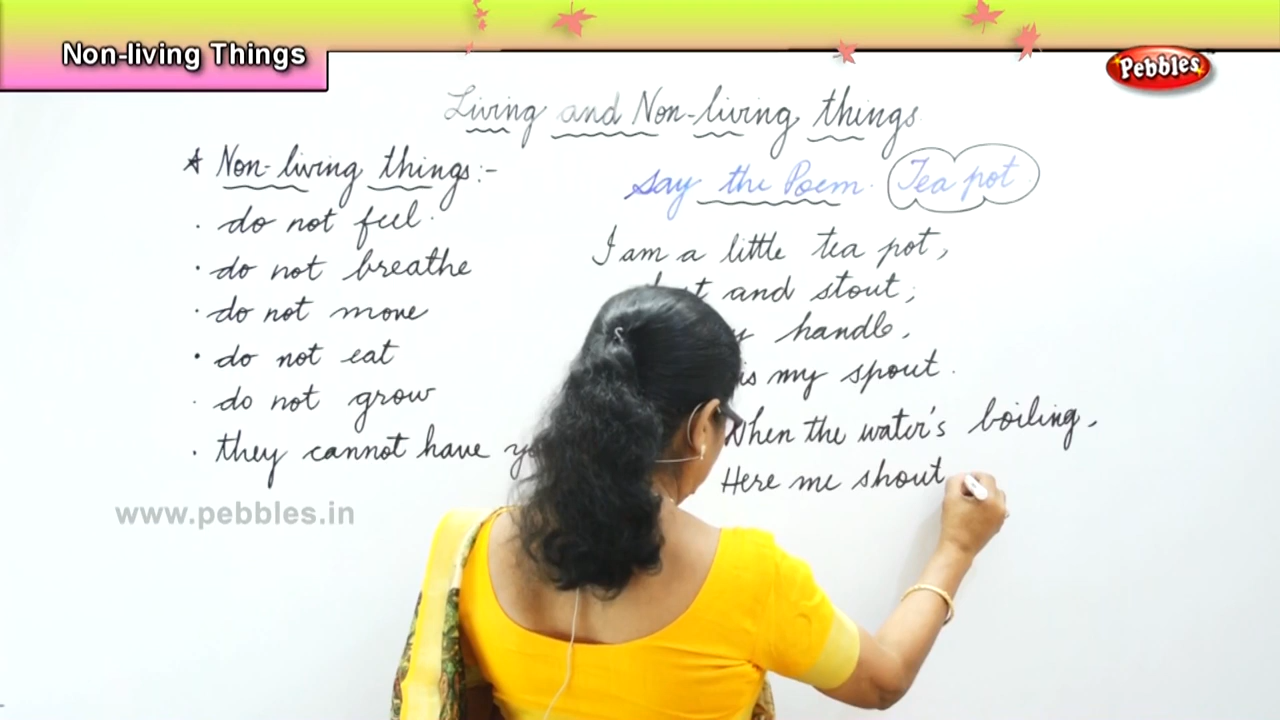 Non-living Things
Pebbles
Living and Non-living things
* Non-living things:-
. do not feel.
. do not breathe
. do not move
. do not eat
. do not grow
. they cannot have
www.pebbles.in
Say the Poem.
Tea pot.
I am a little tea pot,
and stout;
handle,
is my spout.
When the water's boiling,
Here me shout